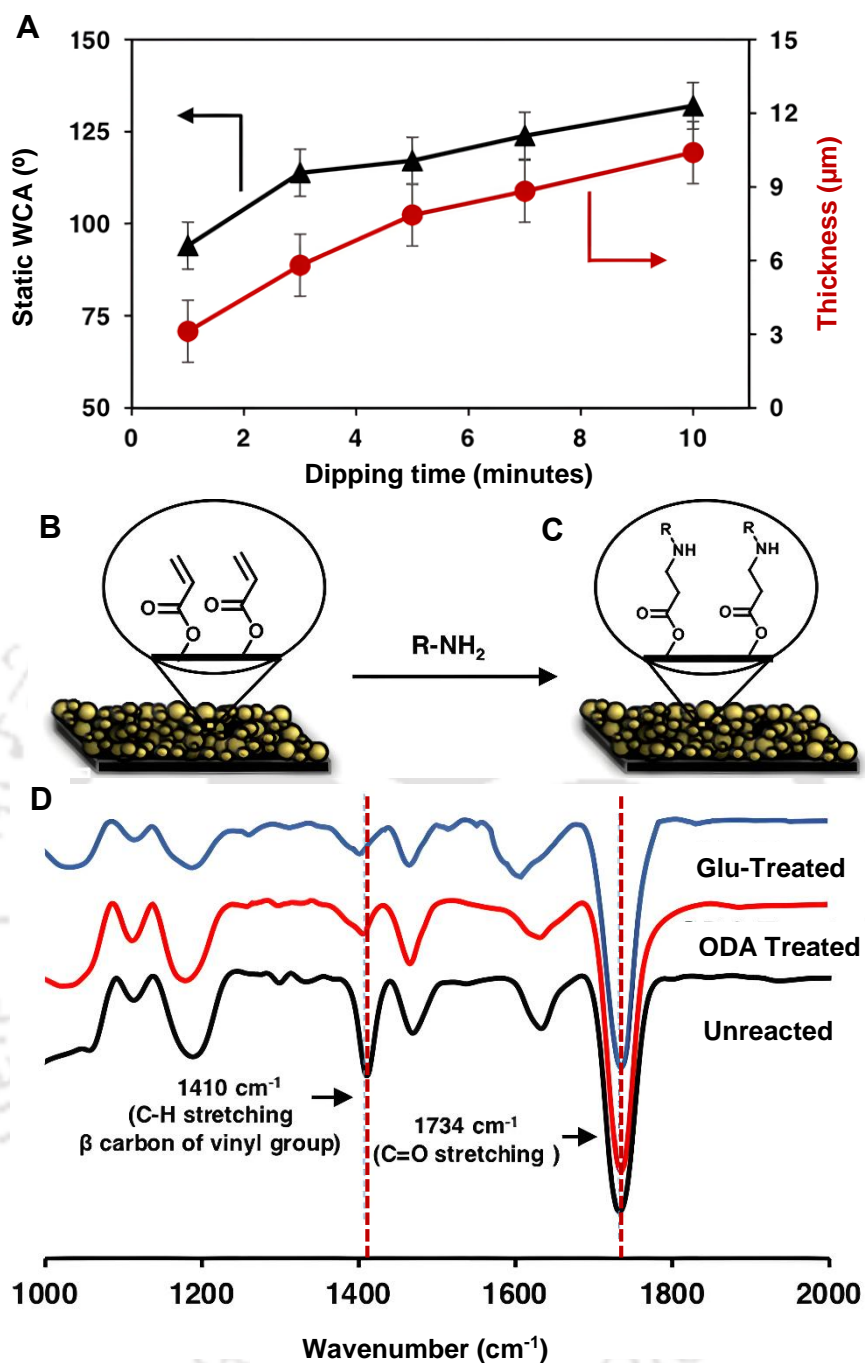 A
150
125
100
75
50
Static WCA (º)
15
12
9
6
3
0
Thickness (µm)
0 2 4 6 8 10
Dipping time (minutes)
B
O
O
O
O
R-NH₂
C
R
NH
O
O
R
NH
O
O
D
Glu-Treated
ODA Treated
Unreacted
1410 cm⁻¹
(C-H stretching
β carbon of vinyl group)
1734 cm⁻¹
(C=O stretching )
1000 1200 1400 1600 1800 2000
Wavenumber (cm⁻¹)